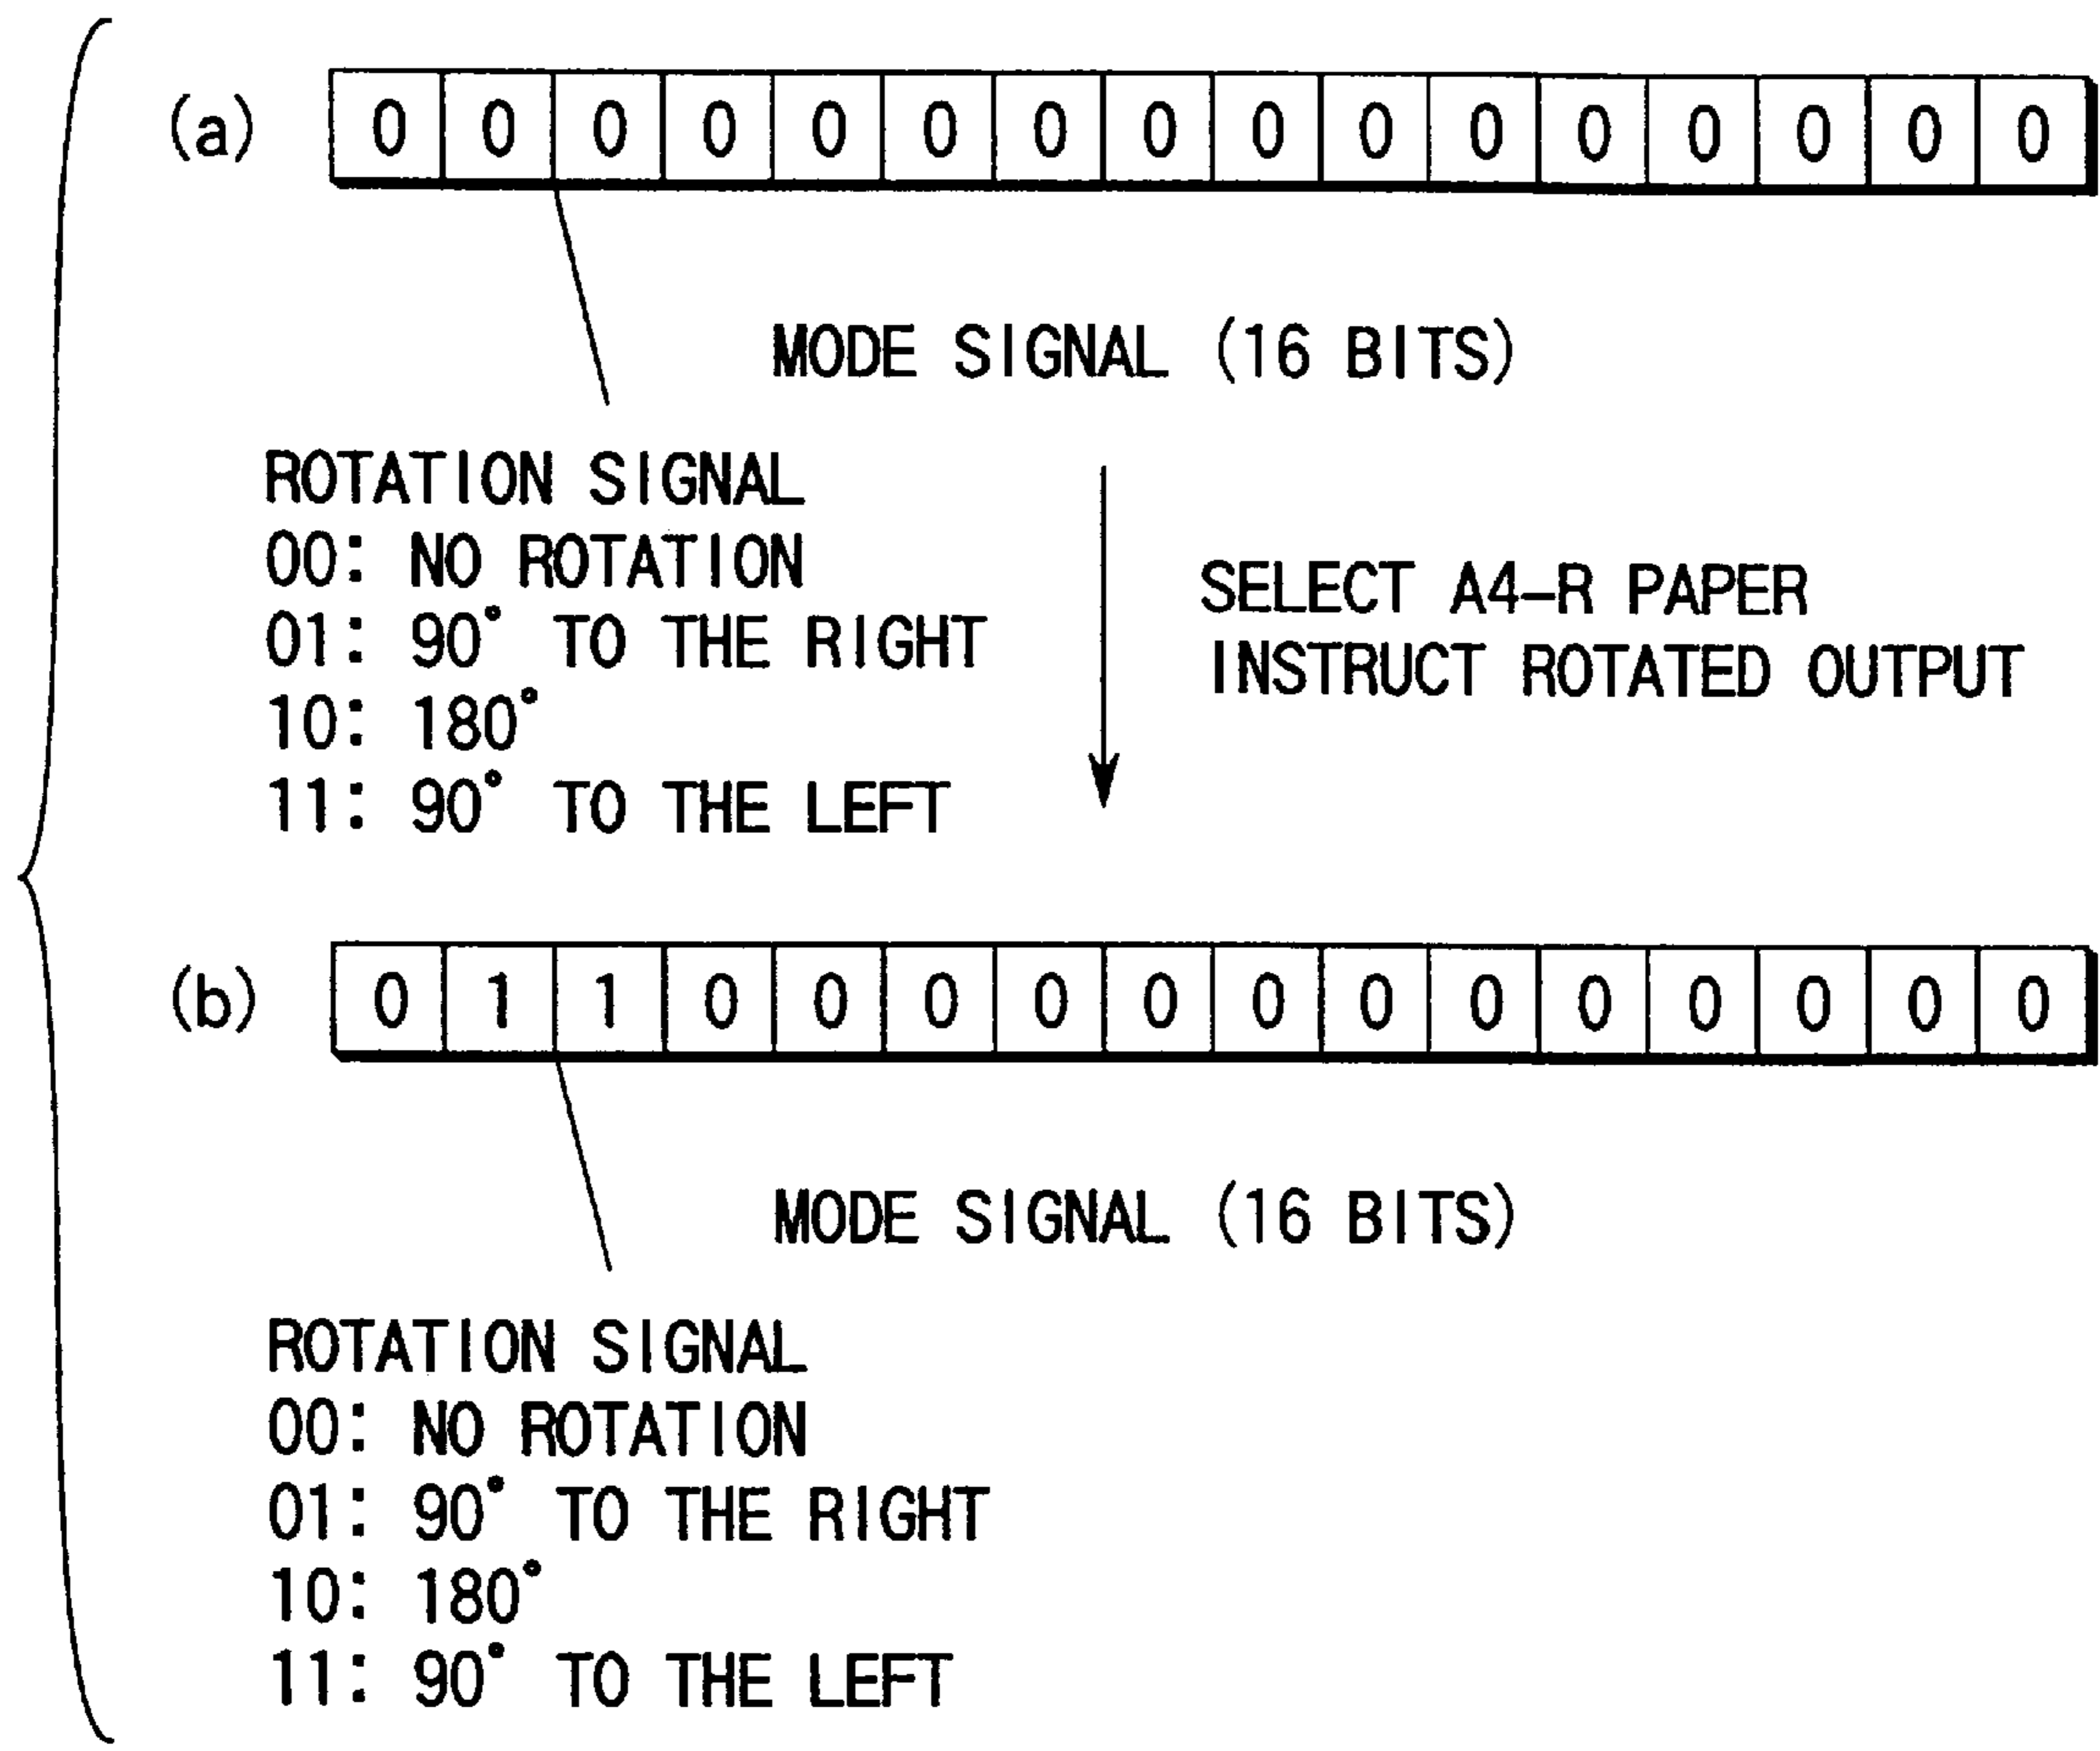 (a) 0 0 0 0 0 0 0 0 0 0 0 0 0 0 0 0
MODE SIGNAL (16 BITS)
ROTATION SIGNAL
00: NO ROTATION
01: 90° TO THE RIGHT
10: 180°
11: 90° TO THE LEFT
SELECT A4-R PAPER
INSTRUCT ROTATED OUTPUT
(b) 0 1 1 0 0 0 0 0 0 0 0 0 0 0 0 0
MODE SIGNAL (16 BITS)
ROTATION SIGNAL
00: NO ROTATION
01: 90° TO THE RIGHT
10: 180°
11: 90° TO THE LEFT